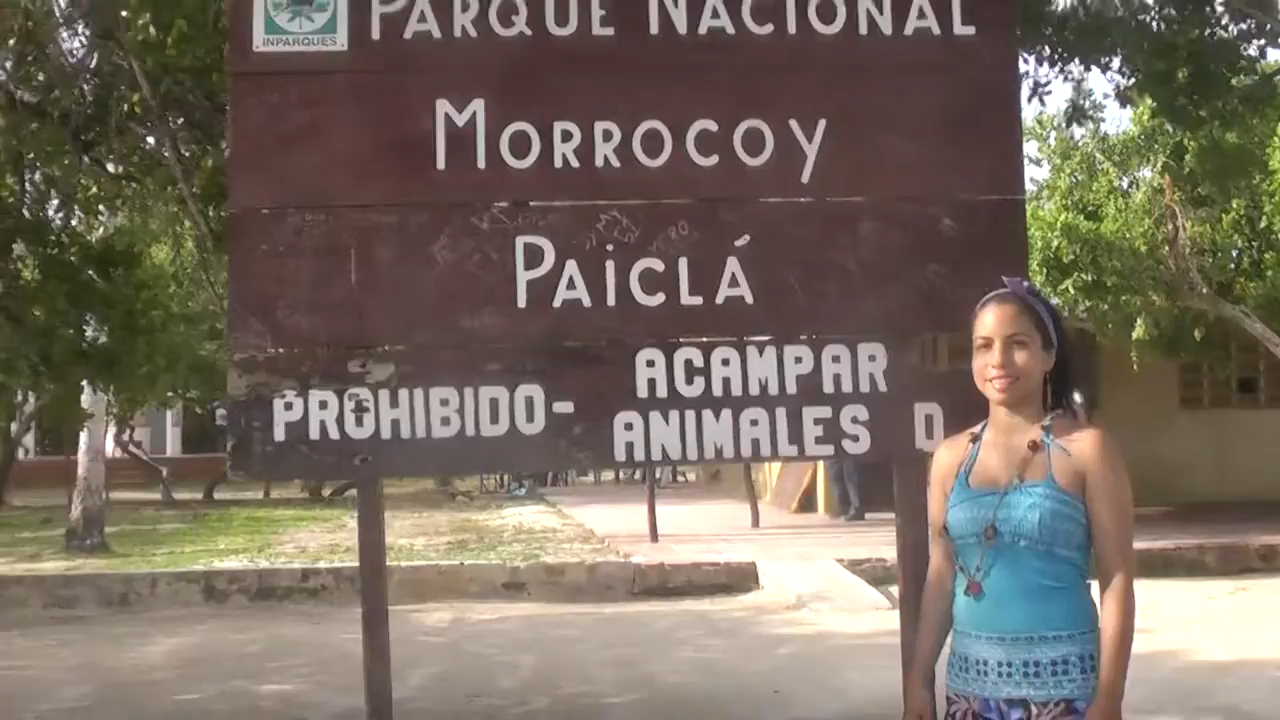 INPARQUES
PARQUE NACIONAL
MORROCOY
PAICLÁ
PROHIBIDO- ACAMPAR
ANIMALES D